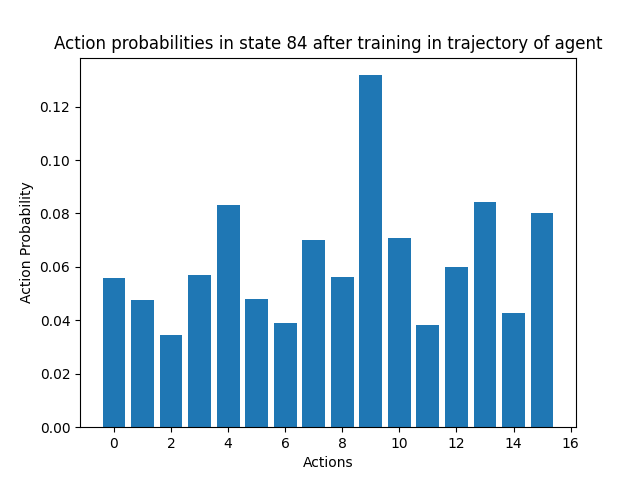 Action probabilities in state 84 after training in trajectory of agent
Action Probability
0.12
0.10
0.08
0.06
0.04
0.02
0.00
0 2 4 6 8 10 12 14 16
Actions